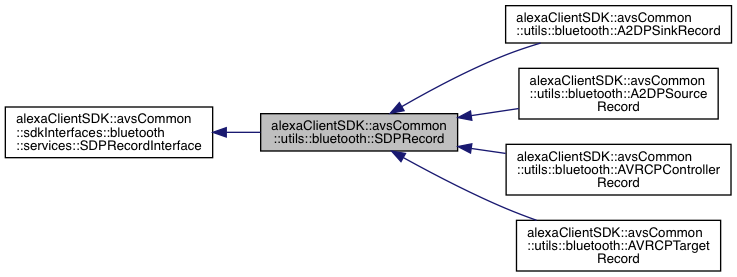 alexaClientSDK::avsCommon
::sdkInterfaces::bluetooth
::services::SDPRecordInterface
alexaClientSDK::avsCommon
::utils::bluetooth::SDPRecord
alexaClientSDK::avsCommon
::utils::bluetooth::A2DPSinkRecord
alexaClientSDK::avsCommon
::utils::bluetooth::A2DPSource
Record
alexaClientSDK::avsCommon
::utils::bluetooth::AVRCPController
Record
alexaClientSDK::avsCommon
::utils::bluetooth::AVRCPTarget
Record